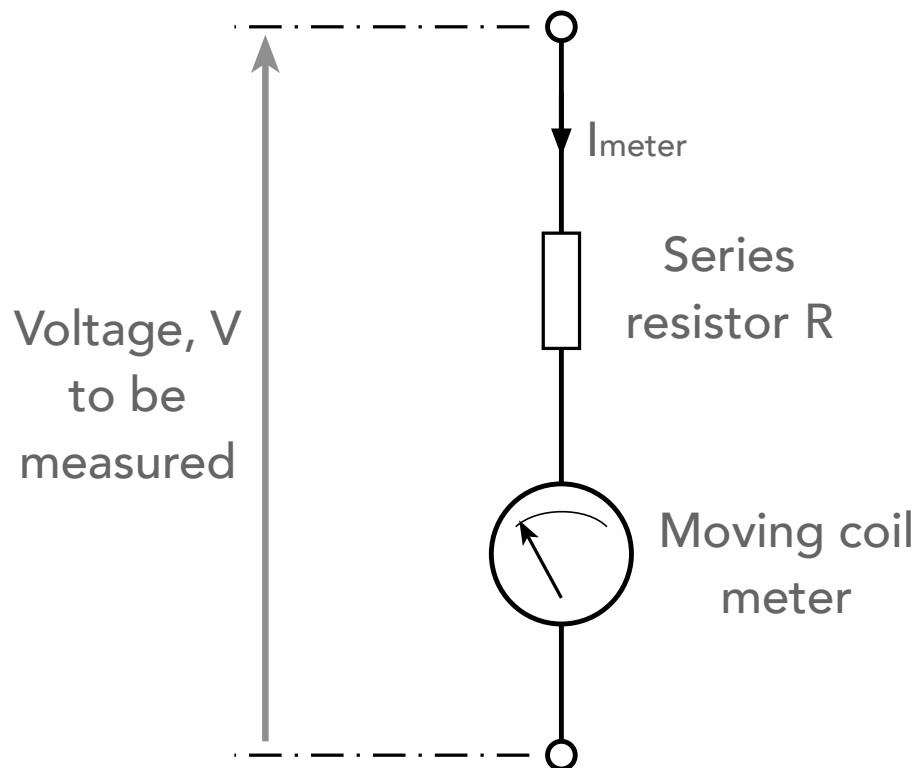 Imeter
Series
resistor R
Voltage, V
to be
measured
Moving coil
meter